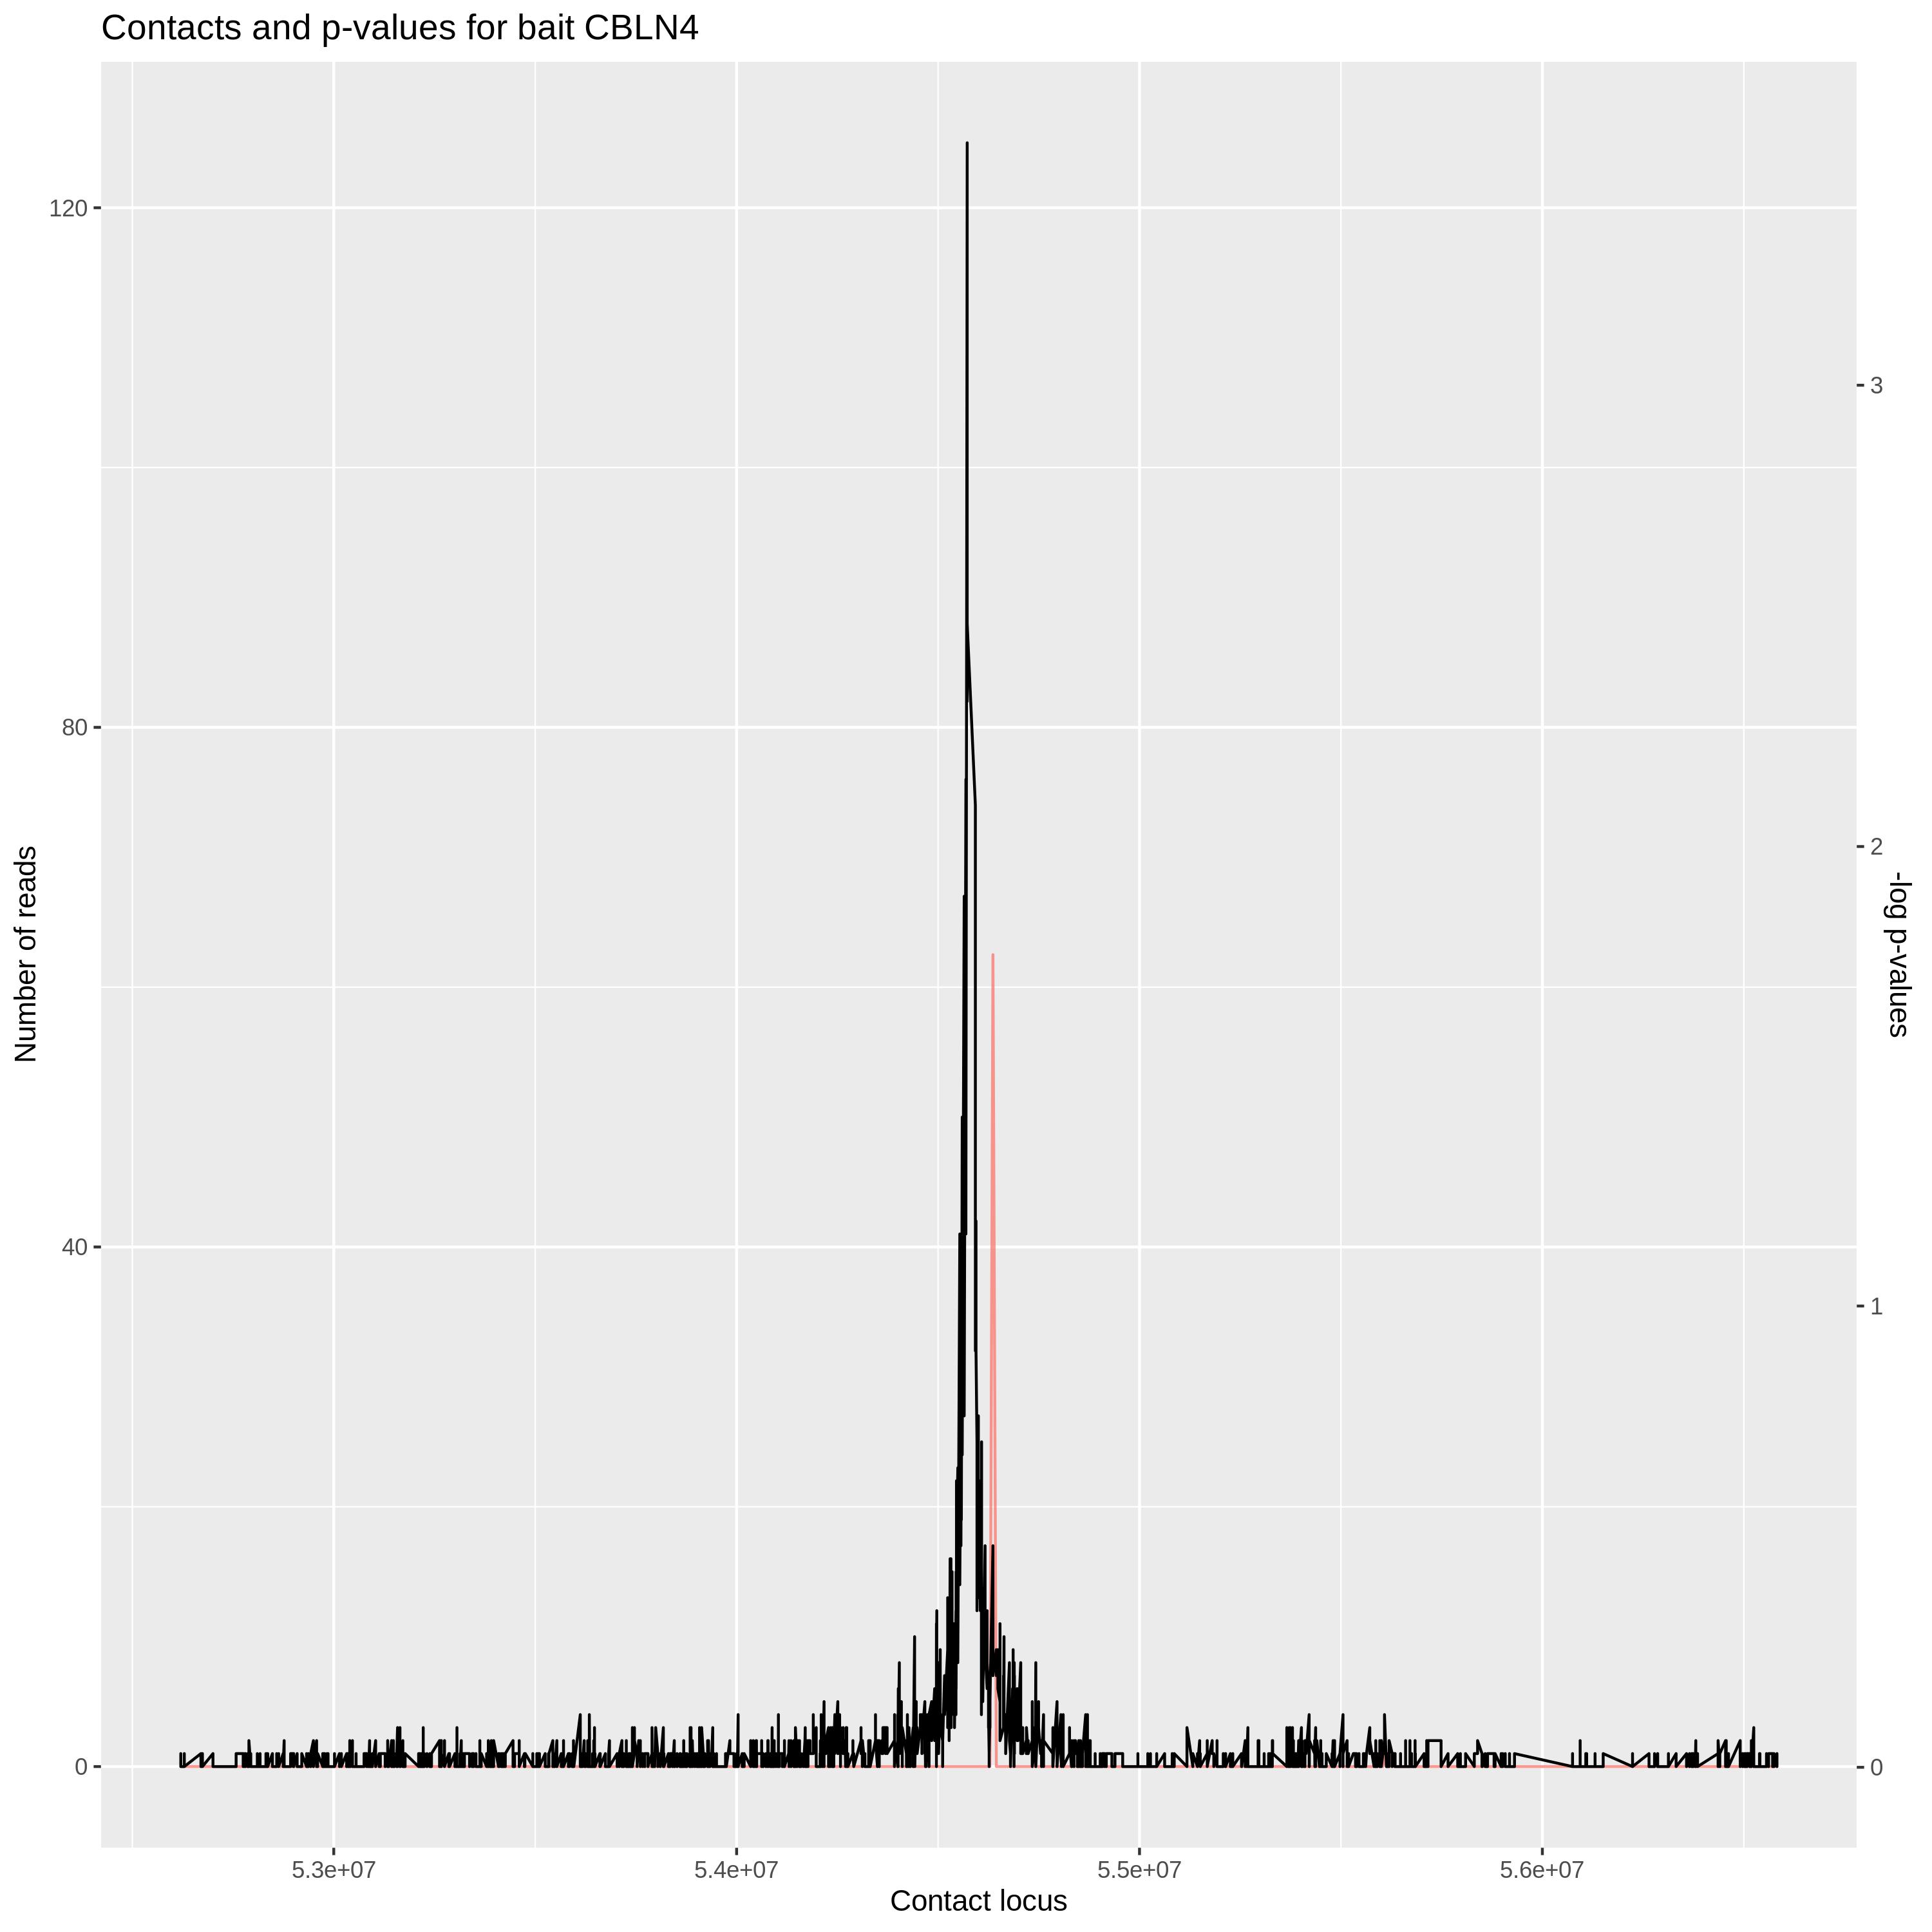 Contacts and p-values for bait CBLN4
120
80
40
0
3
2
1
0
Number of reads
-log p-values
5.3e+07
5.4e+07
5.5e+07
5.6e+07
Contact locus